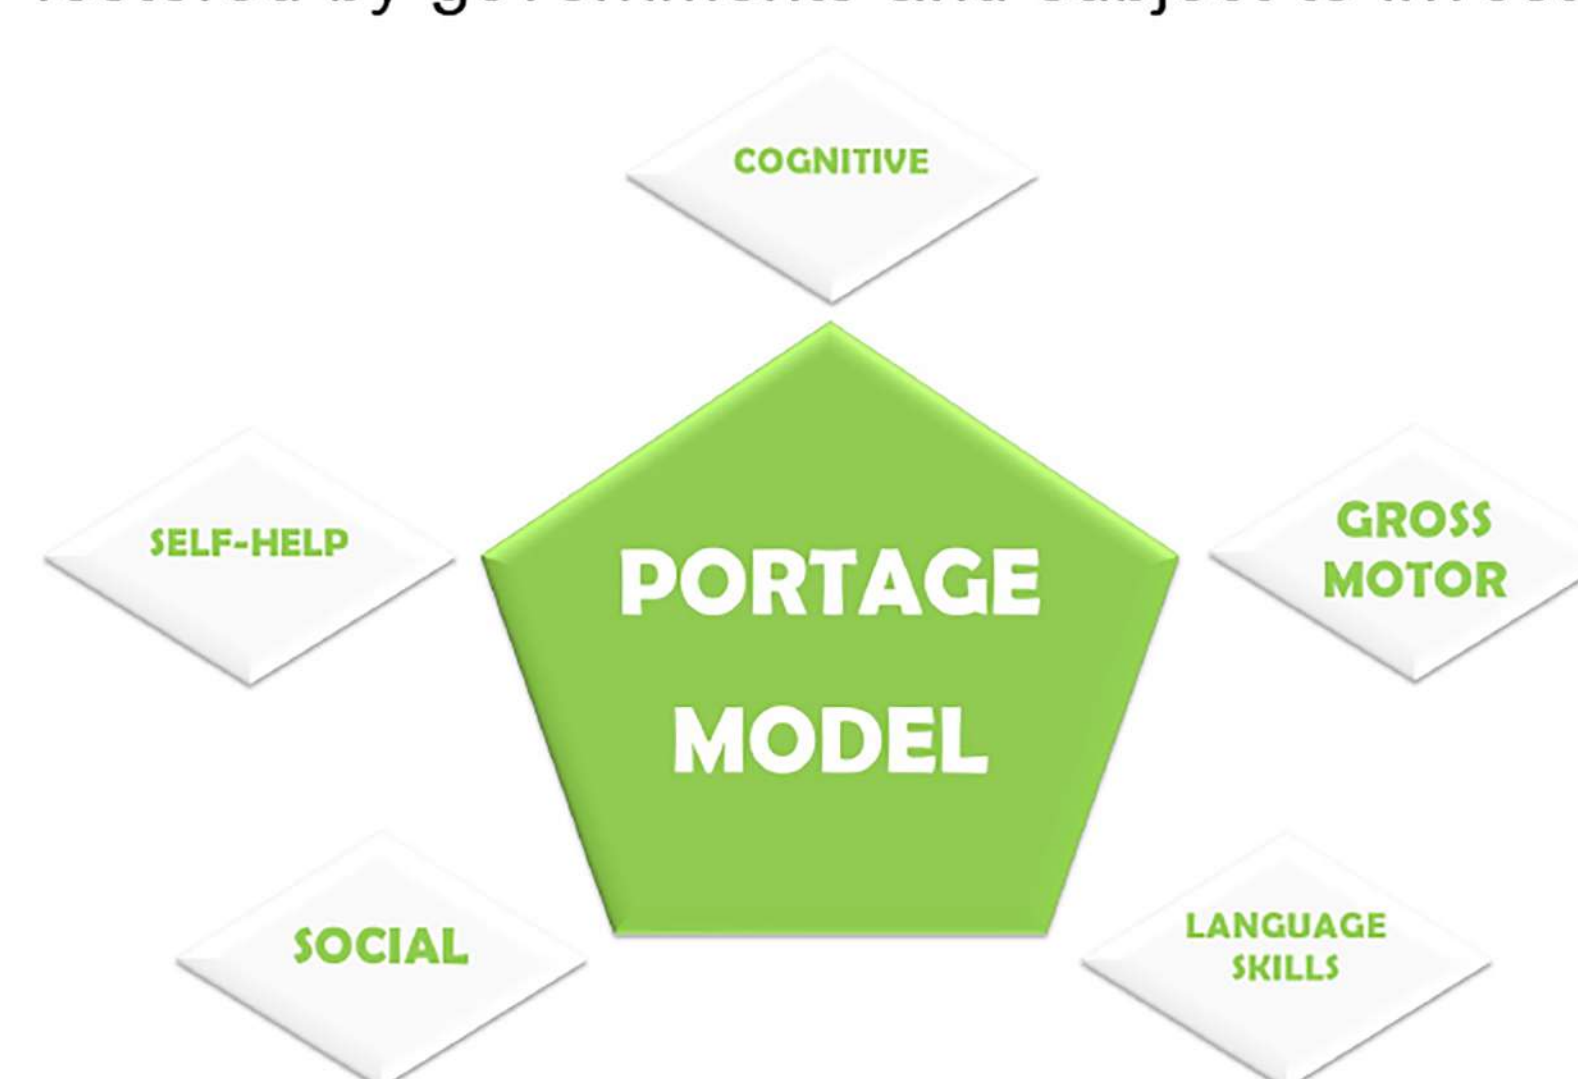 COGNITIVE
SELF-HELP
GROSS
MOTOR
PORTAGE
MODEL
SOCIAL
LANGUAGE
SKILLS